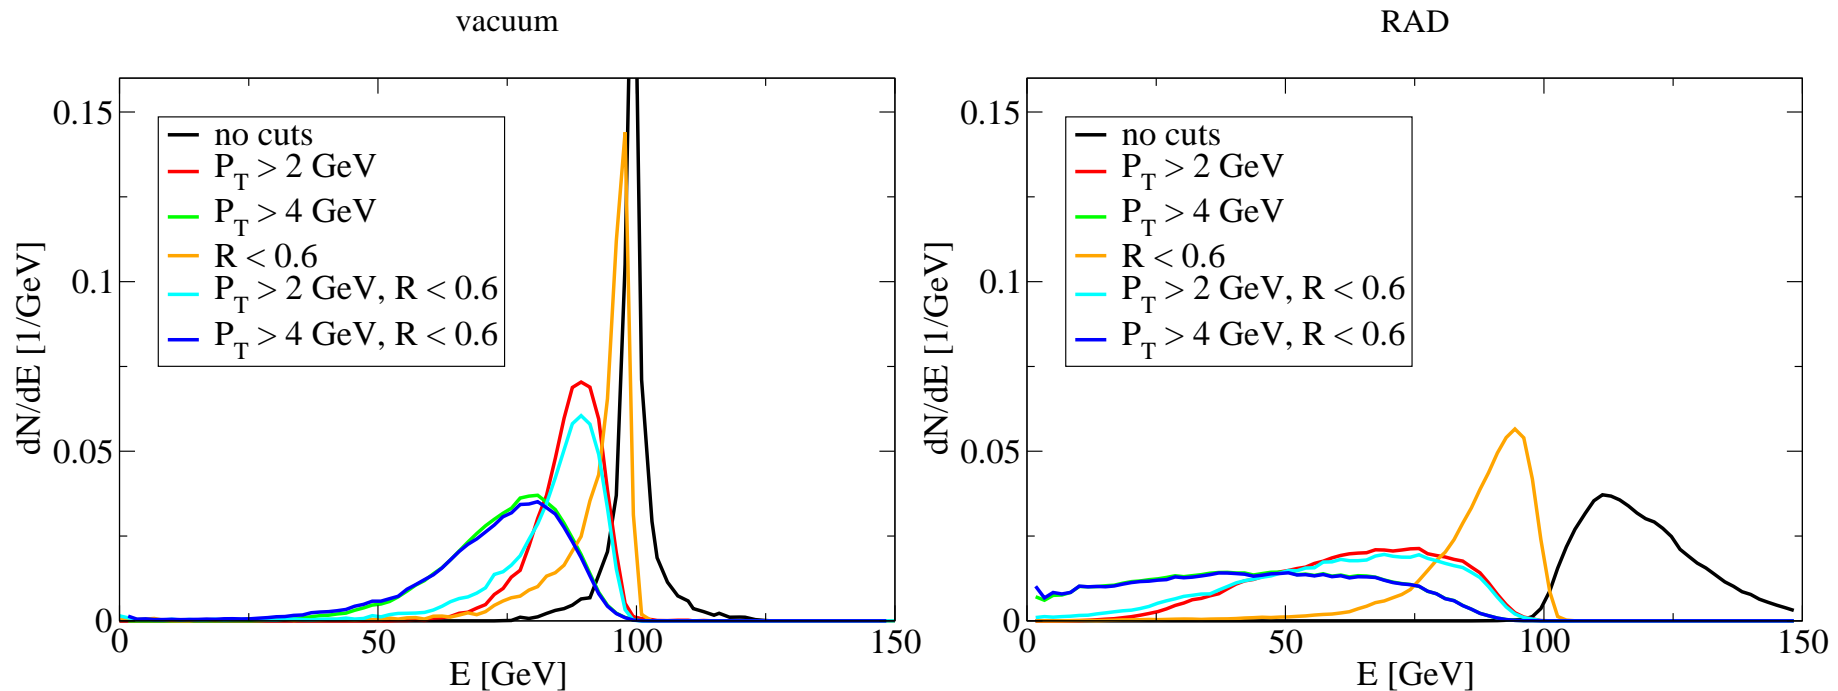 vacuum
0.15
0.1
0.05
0
dN/dE [1/GeV]
no cuts
P_T > 2 GeV
P_T > 4 GeV
R < 0.6
P_T > 2 GeV, R < 0.6
P_T > 4 GeV, R < 0.6
0 50 100 150
E [GeV]
RAD
0.15
0.1
0.05
0
dN/dE [1/GeV]
no cuts
P_T > 2 GeV
P_T > 4 GeV
R < 0.6
P_T > 2 GeV, R < 0.6
P_T > 4 GeV, R < 0.6
0 50 100 150
E [GeV]